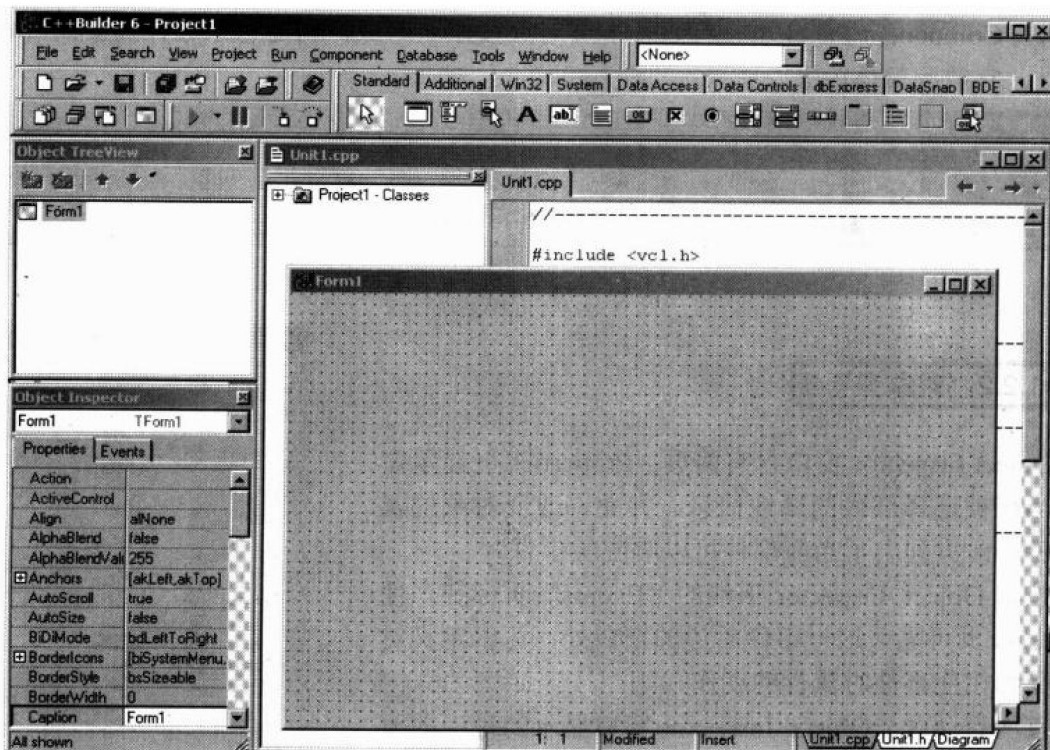 C++Builder 6 - Project1
File Edit Search View Project Run Component Database Tools Window Help
<None>
Standard Additional Win32 System Data Access Data Controls dbExpress DataSnap BDE
A ab OK OK
Object TreeView
Form1
Unit1.cpp
Project1 - Classes
Unit1.cpp
//----------------------------------------
#include <vcl.h>
Form1
Object Inspector
Form1 TForm1
Properties Events
Action
ActiveControl
Align alNone
AlphaBlend false
AlphaBlendValu 255
Anchors [akLeft,akTop]
AutoScroll true
AutoSize false
BiDiMode bdLeftToRight
BorderIcons [biSystemMenu,
BorderStyle bsSizeable
BorderWidth 0
Caption Form1
All shown
1: 1 Modified Insert Unit1.cpp Unit1.h Diagram